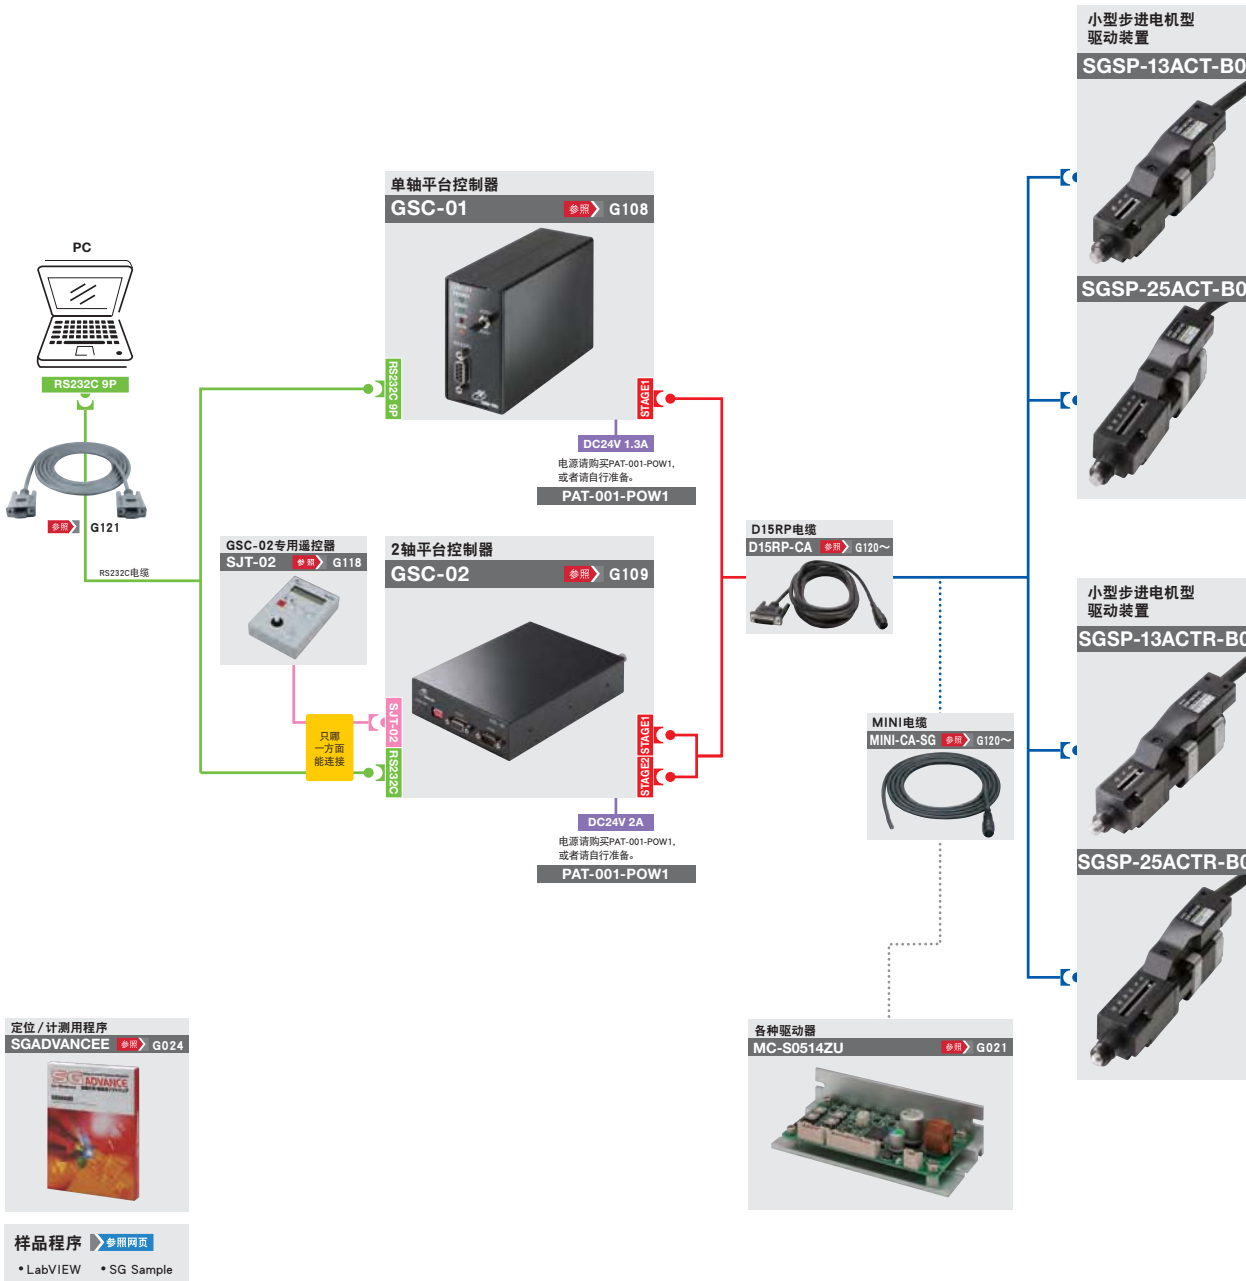 小型步进电机型
驱动装置
SGSP-13ACT-B0
SGSP-25ACT-B0
单轴平台控制器
GSC-01 参照 G108
PC
RS232C 9P
RS232C 9P
STAGE1
DC24V 1.3A
电源请购买PAT-001-POW1,
或者请自行准备。
PAT-001-POW1
参照 G121
RS232C电缆
GSC-02专用遥控器
SJT-02 参照 G118
2轴平台控制器
GSC-02 参照 G109
D15RP电缆
D15RP-CA 参照 G120～
小型步进电机型
驱动装置
SGSP-13ACTR-B0
SJT-02
RS232C
只哪
一方面
能连接
STAGE1
STAGE2
DC24V 2A
电源请购买PAT-001-POW1,
或者请自行准备。
PAT-001-POW1
MINI电缆
MINI-CA-SG 参照 G120～
SGSP-25ACTR-B0
定位/计测用程序
SGADVANCEE 参照 G024
SG
ADVANCE
各种驱动器
MC-S0514ZU 参照 G021
样品程序 参照网页
•LabVIEW •SG Sample